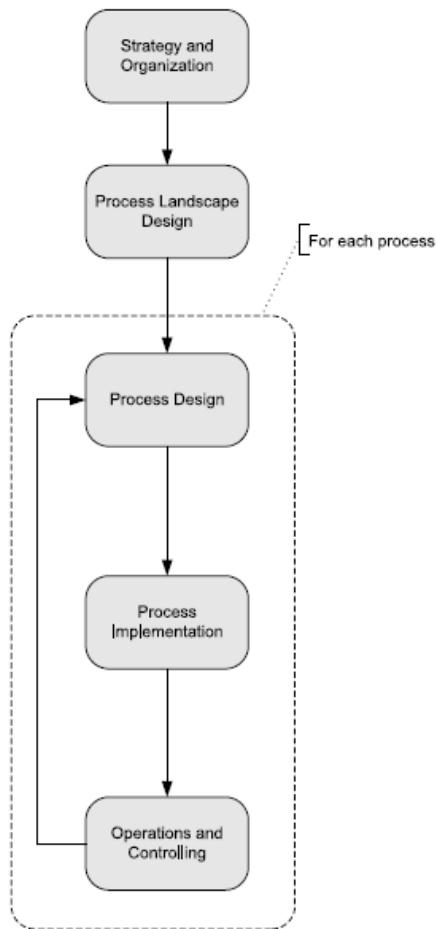 Strategy and
Organization
Process Landscape
Design
For each process
Process Design
Process
Implementation
Operations and
Controlling